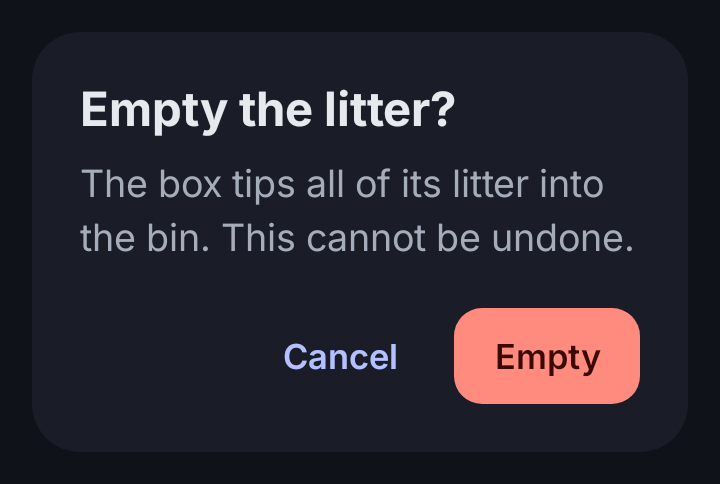 Empty the litter?
The box tips all of its litter into
the bin. This cannot be undone.
Cancel
Empty